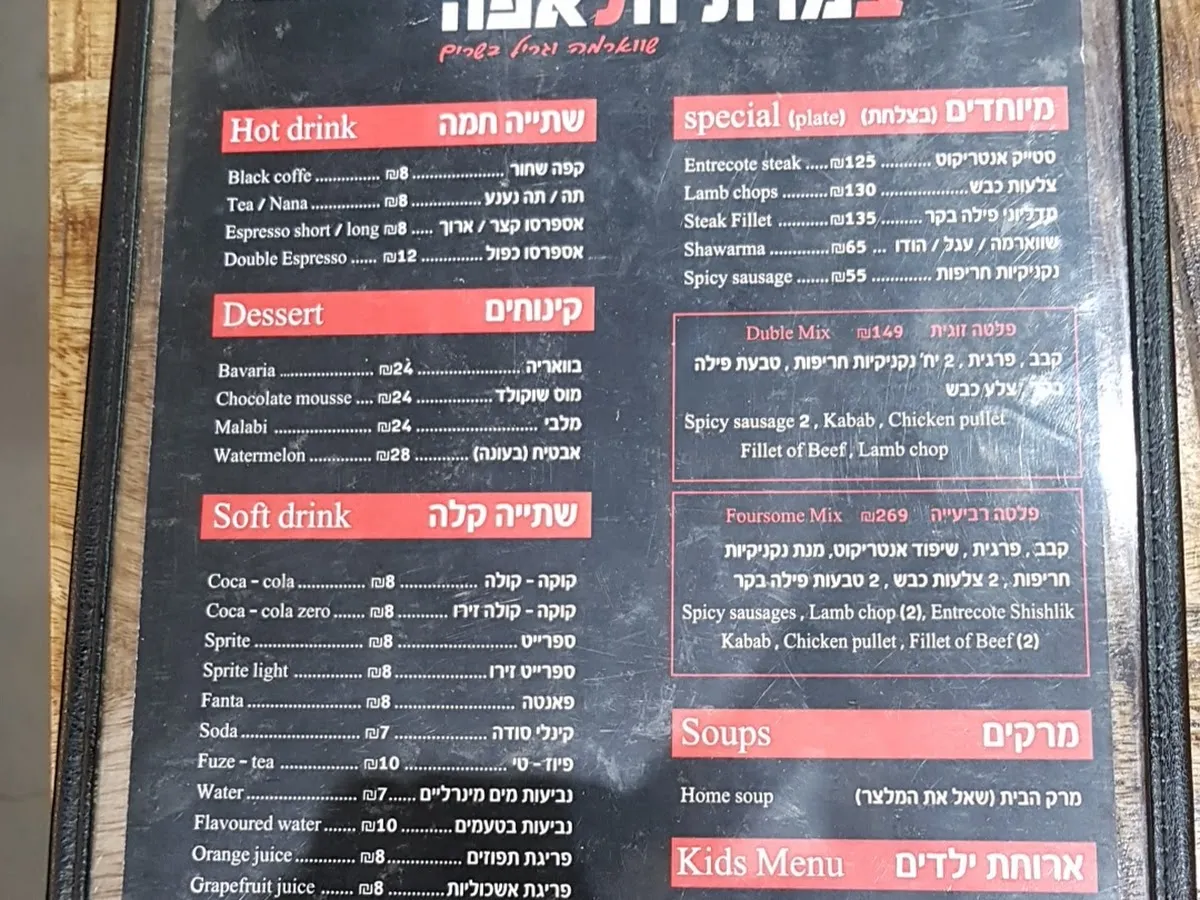 שווארמה וגריל בשרים
Hot drink שתייה חמה
Black coffe .............. ₪8 .................... קפה שחור
Tea / Nana ............... ₪8 ............... תה / תה נענע
Espresso short / long ₪8 ..... אספרסו קצר / ארוך
Double Espresso ...... ₪12 ............. אספרסו כפול
Dessert קינוחים
Bavaria .................... ₪24 ....................... בוואריה
Chocolate mousse .... ₪24 ................. מוס שוקולד
Malabi ..................... ₪24 .......................... מלבי
Watermelon ............. ₪28 ........... אבטיח (בעונה)
Soft drink שתייה קלה
Coca - cola ............... ₪8 ................. קוקה - קולה
Coca - cola zero ....... ₪8 ........... קוקה - קולה זירו
Sprite ........................ ₪8 .......................... ספרייט
Sprite light ............... ₪8 .................... ספרייט זירו
Fanta ......................... ₪8 .......................... פאנטה
Soda .......................... ₪7 .................... קינלי סודה
Fuze - tea ................. ₪10 ........................ פיוז - טי
Water ........................ ₪7 ...... נביעות מים מינרליים
Flavoured water ....... ₪10 ........... נביעות בטעמים
Orange juice ............. ₪8 ................ פריגת תפוזים
Grapefruit juice ....... ₪8 ............ פריגת אשכוליות
special (plate) מיוחדים (בצלחת)
Entrecote steak ..... ₪125 .......... סטייק אנטריקוט
Lamb chops .......... ₪130 ................. צלעות כבש
Steak Fillet ........... ₪135 ........ מדליוני פילה בקר
Shawarma ............. ₪65 ... שווארמה / עגל / הודו
Spicy sausage ....... ₪55 ............ נקניקיות חריפות
Duble Mix ₪149 פלטה זוגית
קבב , פרגית , 2 יח' נקניקיות חריפות , טבעת פילה
צלע כבש
Spicy sausage 2 , Kabab , Chicken pullet
Fillet of Beef , Lamb chop
Foursome Mix ₪269 פלטה רביעייה
קבב , פרגית , שיפוד אנטריקוט, מנת נקניקיות
חריפות , 2 צלעות כבש , 2 טבעות פילה בקר
Spicy sausages , Lamb chop (2), Entrecote Shishlik
Kabab , Chicken pullet , Fillet of Beef (2)
Soups מרקים
Home soup מרק הבית (שאל את המלצר)
Kids Menu ארוחת ילדים